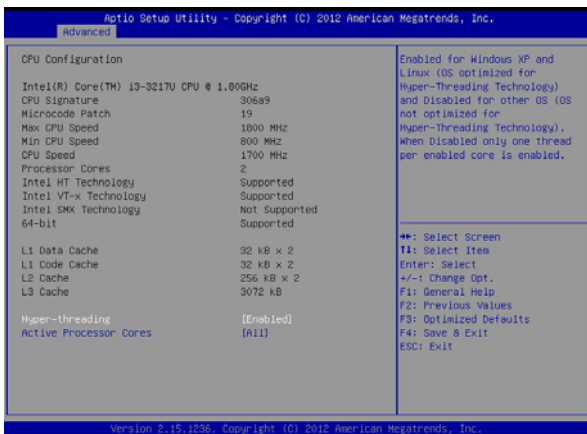 Aptio Setup Utility - Copyright (C) 2012 American Megatrends, Inc.
Advanced
CPU Configuration
Intel(R) Core(TM) i3-3217U CPU @ 1.80GHz
CPU Signature 306a9
Microcode Patch 19
Max CPU Speed 1800 MHz
Min CPU Speed 800 MHz
CPU Speed 1700 MHz
Processor Cores 2
Intel HT Technology Supported
Intel VT-x Technology Supported
Intel SMX Technology Not Supported
64-bit Supported
L1 Data Cache 32 kB x 2
L1 Code Cache 32 kB x 2
L2 Cache 256 kB x 2
L3 Cache 3072 kB
Hyper-threading [Enabled]
Active Processor Cores [All]
Enabled for Windows XP and
Linux (OS optimized for
Hyper-Threading Technology)
and Disabled for other OS (OS
not optimized for
Hyper-Threading Technology).
When Disabled only one thread
per enabled core is enabled.
→←: Select Screen
↑↓: Select Item
Enter: Select
+/-: Change Opt.
F1: General Help
F2: Previous Values
F3: Optimized Defaults
F4: Save & Exit
ESC: Exit
Version 2.15.1236. Copyright (C) 2012 American Megatrends, Inc.